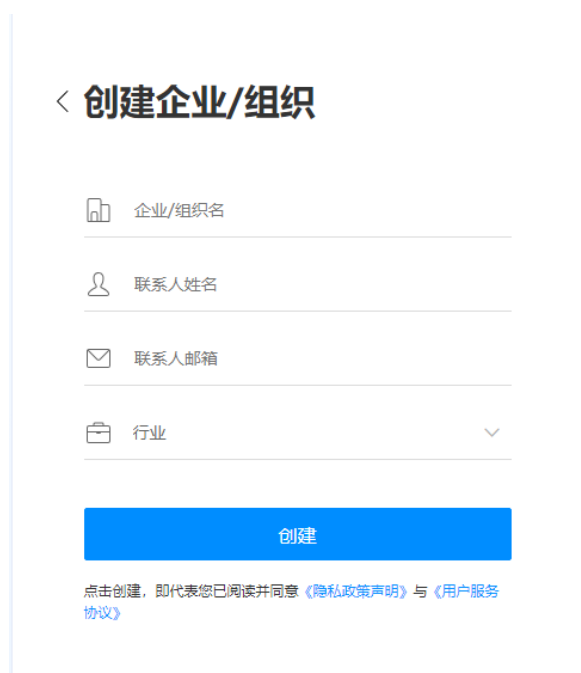 创建企业/组织
企业/组织名
联系人姓名
联系人邮箱
行业
创建
点击创建，即代表您已阅读并同意《隐私政策声明》与《用户服务
协议》